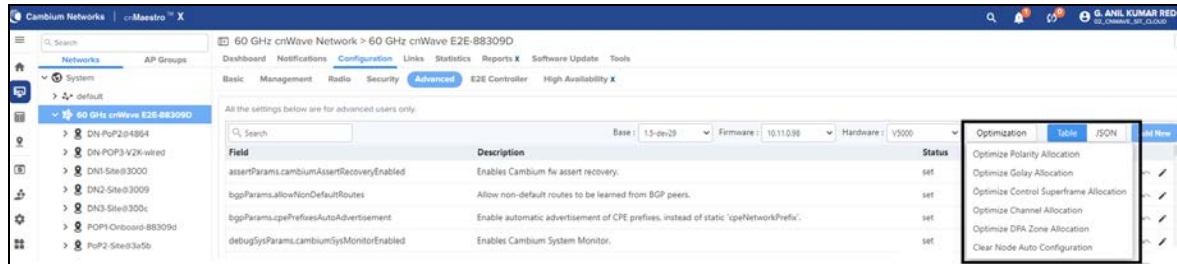 Cambium Networks | cnMaestro™ X
G. ANIL KUMAR RED
02_CNWAVE_SIT_CLOUD
Search
Networks AP Groups
System
default
60 GHz cnWave E2E-88309D
DN-PoP2@4864
DN-POP3-V2K-wired
DN1-Site@3000
DN2-Site@3009
DN3-Site@300c
POP1-Onboard-88309d
PoP2-Site@3a5b
60 GHz cnWave Network > 60 GHz cnWave E2E-88309D
Dashboard Notifications Configuration Links Statistics Reports X Software Update Tools
Basic Management Radio Security Advanced E2E Controller High Availability X
All the settings below are for advanced users only.
Search Base : 1.5-dev29 Firmware : 10.11.0.98 Hardware : V5000 Optimization Table JSON Add New
Field Description Status
assertParams.cambiumAssertRecoveryEnabled Enables Cambium fw assert recovery. set
bgpParams.allowNonDefaultRoutes Allow non-default routes to be learned from BGP peers. set
bgpParams.cpePrefixesAutoAdvertisement Enable automatic advertisement of CPE prefixes, instead of static 'cpeNetworkPrefix'. set
debugSysParams.cambiumSysMonitorEnabled Enables Cambium System Monitor. set
Optimize Polarity Allocation
Optimize Golay Allocation
Optimize Control Superframe Allocation
Optimize Channel Allocation
Optimize DPA Zone Allocation
Clear Node Auto Configuration